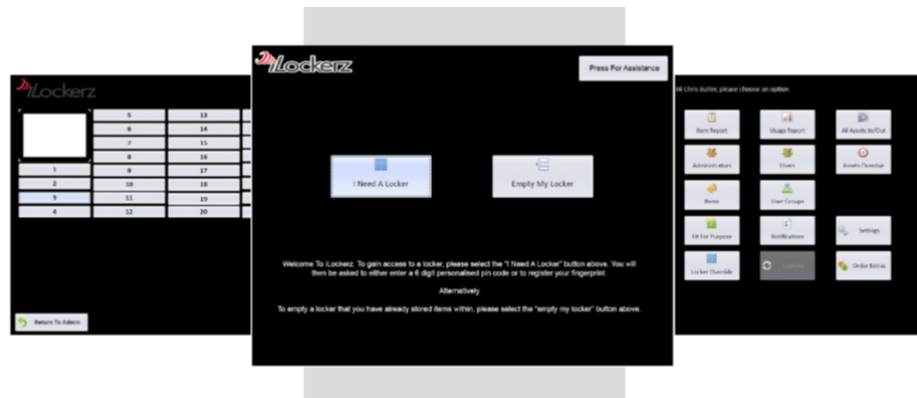 iLockerz
5 13
6 14
7 15
8 16
1 9 17
2 10 18
3 11 19
4 12 20
Return To Admin
iLockerz
Press For Assistance
I Need A Locker
Empty My Locker
Welcome To iLockerz. To gain access to a locker, please select the "I Need A Locker" button above. You will
then be asked to either enter a 6 digit personalised pin code or to register your fingerprint.
Alternatively
To empty a locker that you have already stored items within, please select the "empty my locker" button above.
Hi Chris Butler, please choose an option
Item Report
Usage Report
All Assets In/Out
Administrators
Users
Assets Overdue
Items
User Groups
Fit For Purpose
Notifications
Settings
Locker Override
Order Extras